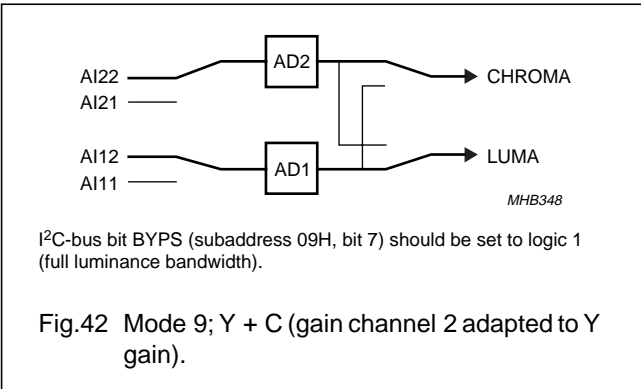 AI22
AI21
AD2
CHROMA
AI12
AI11
AD1
LUMA
MHB348
I²C-bus bit BYPS (subaddress 09H, bit 7) should be set to logic 1
(full luminance bandwidth).
Fig.42 Mode 9; Y + C (gain channel 2 adapted to Y
gain).